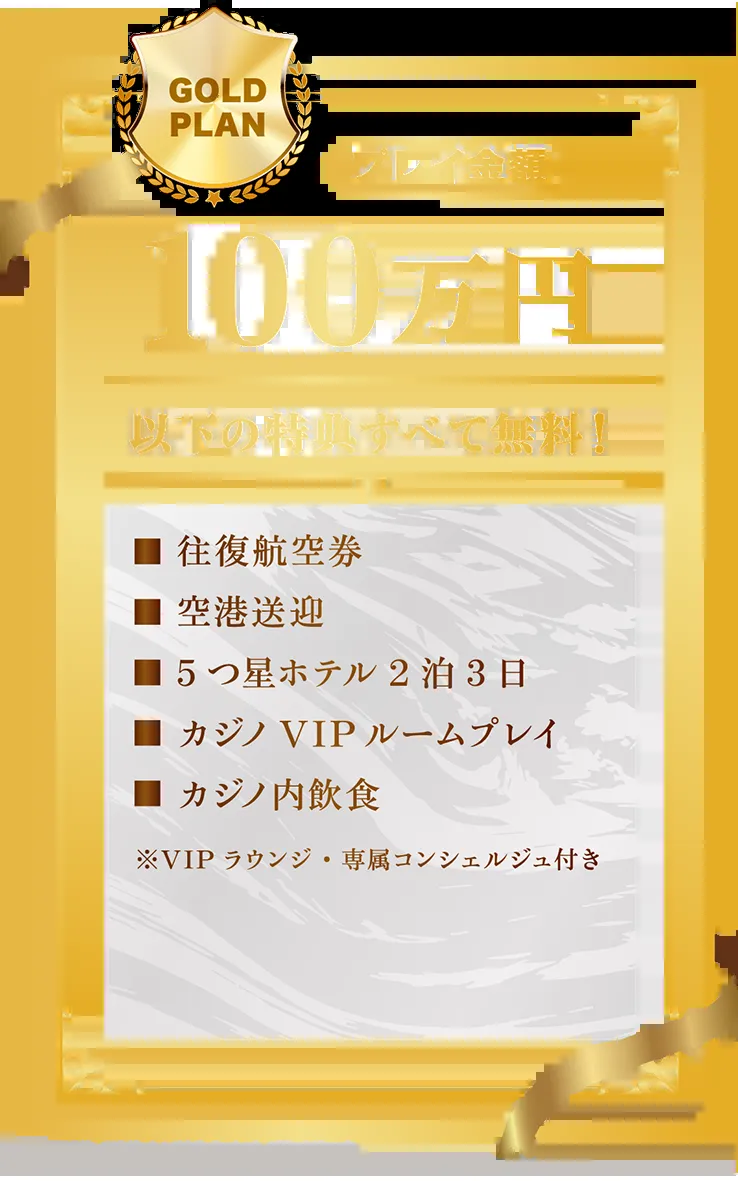 GOLD
PLAN
プレイ金額
100万円
以下の特典すべて無料！
■ 往復航空券
■ 空港送迎
■ 5つ星ホテル2泊3日
■ カジノVIPルームプレイ
■ カジノ内飲食
※VIPラウンジ・専属コンシェルジュ付き